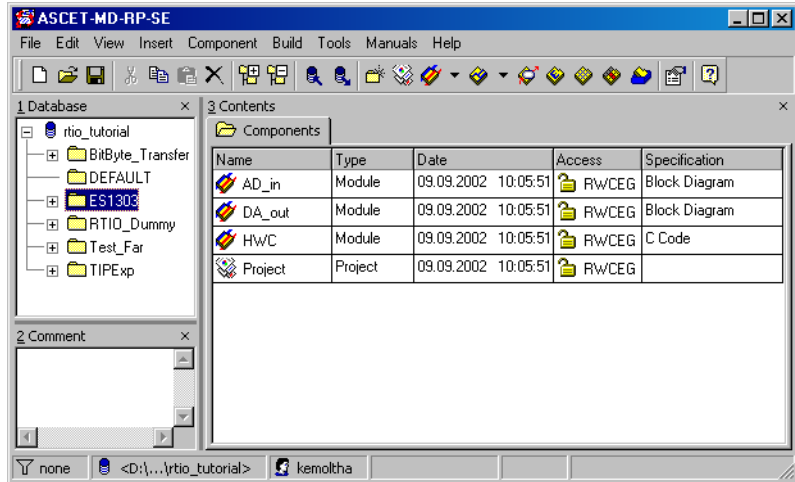 ASCET-MD-RP-SE
File Edit View Insert Component Build Tools Manuals Help
1 Database
rtio_tutorial
BitByte_Transfer
DEFAULT
ES1303
RTIO_Dummy
Test_Far
TIPExp
2 Comment
3 Contents
Components
Name Type Date Access Specification
AD_in Module 09.09.2002 10:05:51 RWCEG Block Diagram
DA_out Module 09.09.2002 10:05:51 RWCEG Block Diagram
HWC Module 09.09.2002 10:05:51 RWCEG C Code
Project Project 09.09.2002 10:05:51 RWCEG
none <D:\...\rtio_tutorial> kemoltha